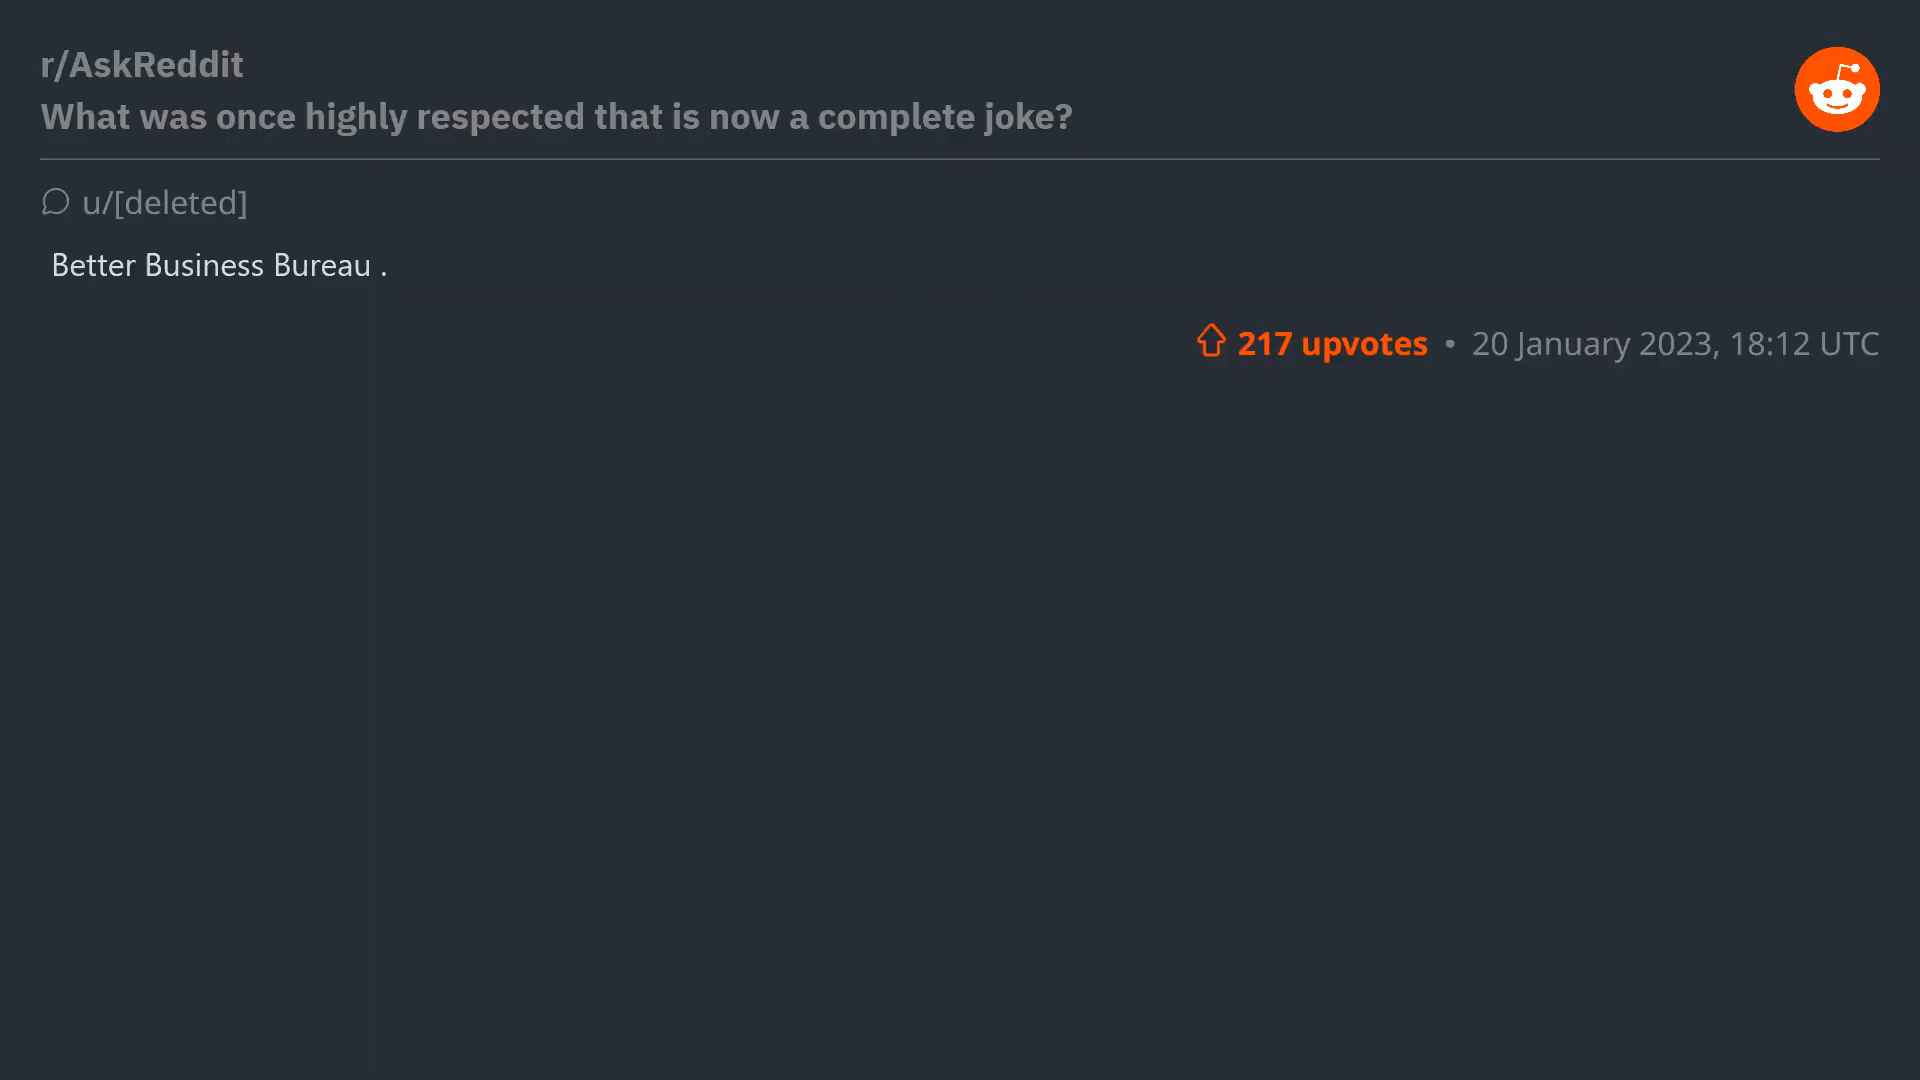 r/AskReddit
What was once highly respected that is now a complete joke?
u/[deleted]
Better Business Bureau .
217 upvotes • 20 January 2023, 18:12 UTC